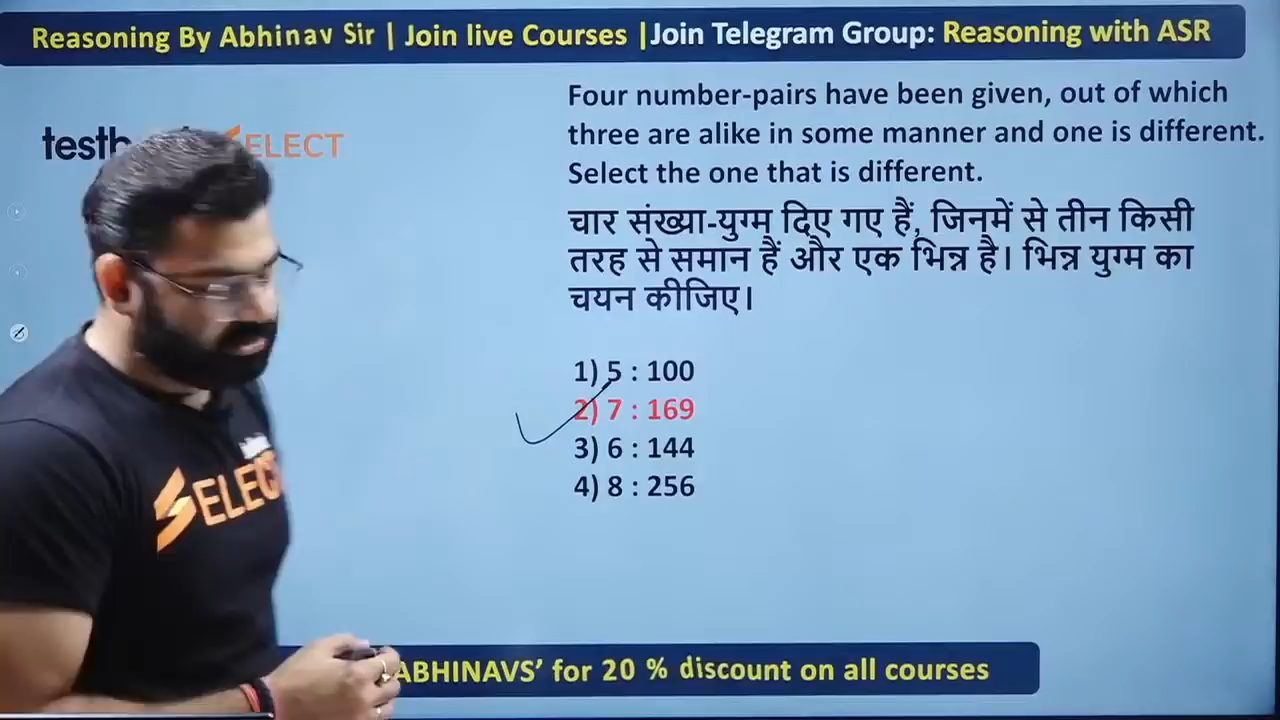 Reasoning By Abhinav Sir | Join live Courses |Join Telegram Group: Reasoning with ASR
Four number-pairs have been given, out of which
three are alike in some manner and one is different.
Select the one that is different.
चार संख्या-युग्म दिए गए हैं, जिनमें से तीन किसी
तरह से समान हैं और एक भिन्न है। भिन्न युग्म का
चयन कीजिए।
1) 5 : 100
2) 7 : 169
3) 6 : 144
4) 8 : 256
ABHINAVS’ for 20 % discount on all courses